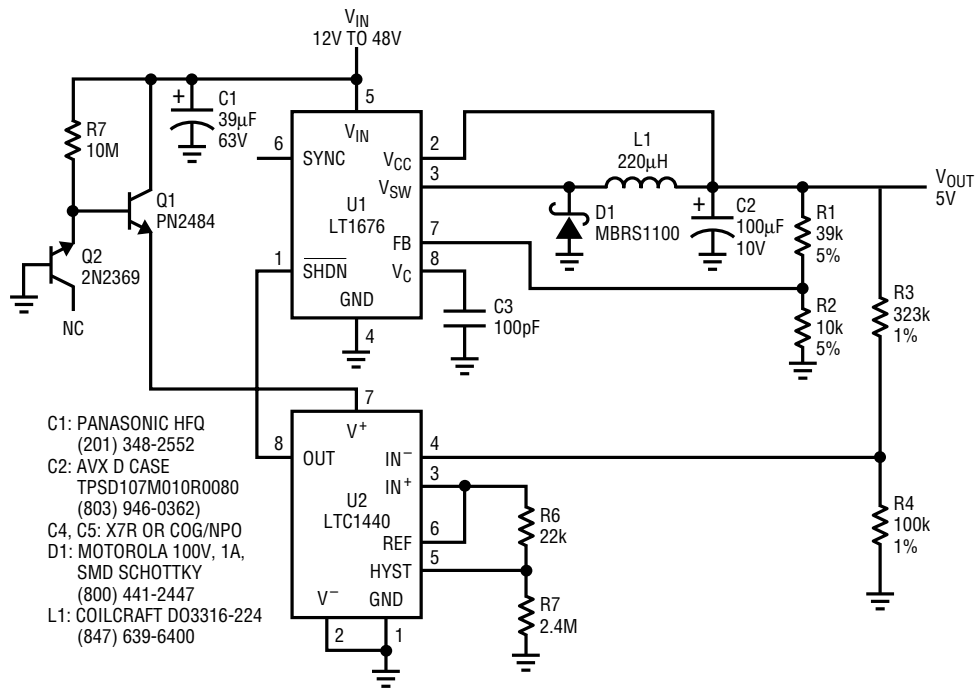 VIN
12V TO 48V
R7
10M
+
C1
39µF
63V
5
VIN
6
SYNC
VCC
2
VSW
3
U1
LT1676
FB
7
VC
8
1
SHDN
GND
4
Q1
PN2484
Q2
2N2369
NC
L1
220µH
D1
MBRS1100
+
C2
100µF
10V
VOUT
5V
R1
39k
5%
R2
10k
5%
R3
323k
1%
C3
100pF
7
V+
8
OUT
IN−
4
IN+
3
U2
LTC1440
REF
6
HYST
5
V−
GND
2
1
R6
22k
R7
2.4M
R4
100k
1%
C1: PANASONIC HFQ
(201) 348-2552
C2: AVX D CASE
TPSD107M010R0080
(803) 946-0362)
C4, C5: X7R OR COG/NPO
D1: MOTOROLA 100V, 1A,
SMD SCHOTTKY
(800) 441-2447
L1: COILCRAFT DO3316-224
(847) 639-6400